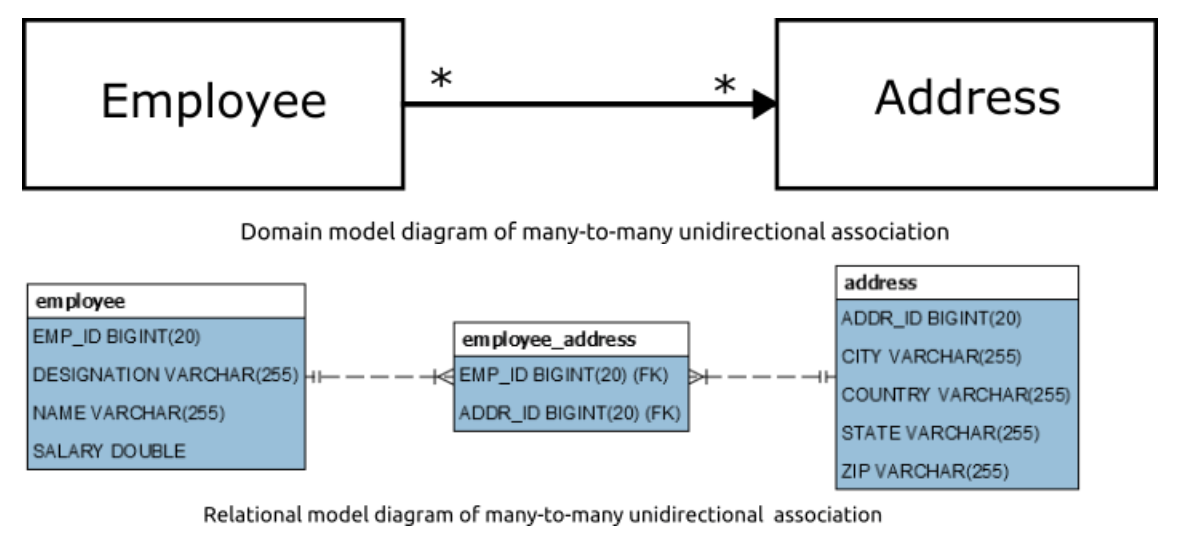 Employee
*
*
Address
Domain model diagram of many-to-many unidirectional association
employee
EMP_ID BIGINT(20)
DESIGNATION VARCHAR(255)
NAME VARCHAR(255)
SALARY DOUBLE
employee_address
EMP_ID BIGINT(20) (FK)
ADDR_ID BIGINT(20) (FK)
address
ADDR_ID BIGINT(20)
CITY VARCHAR(255)
COUNTRY VARCHAR(255)
STATE VARCHAR(255)
ZIP VARCHAR(255)
Relational model diagram of many-to-many unidirectional association